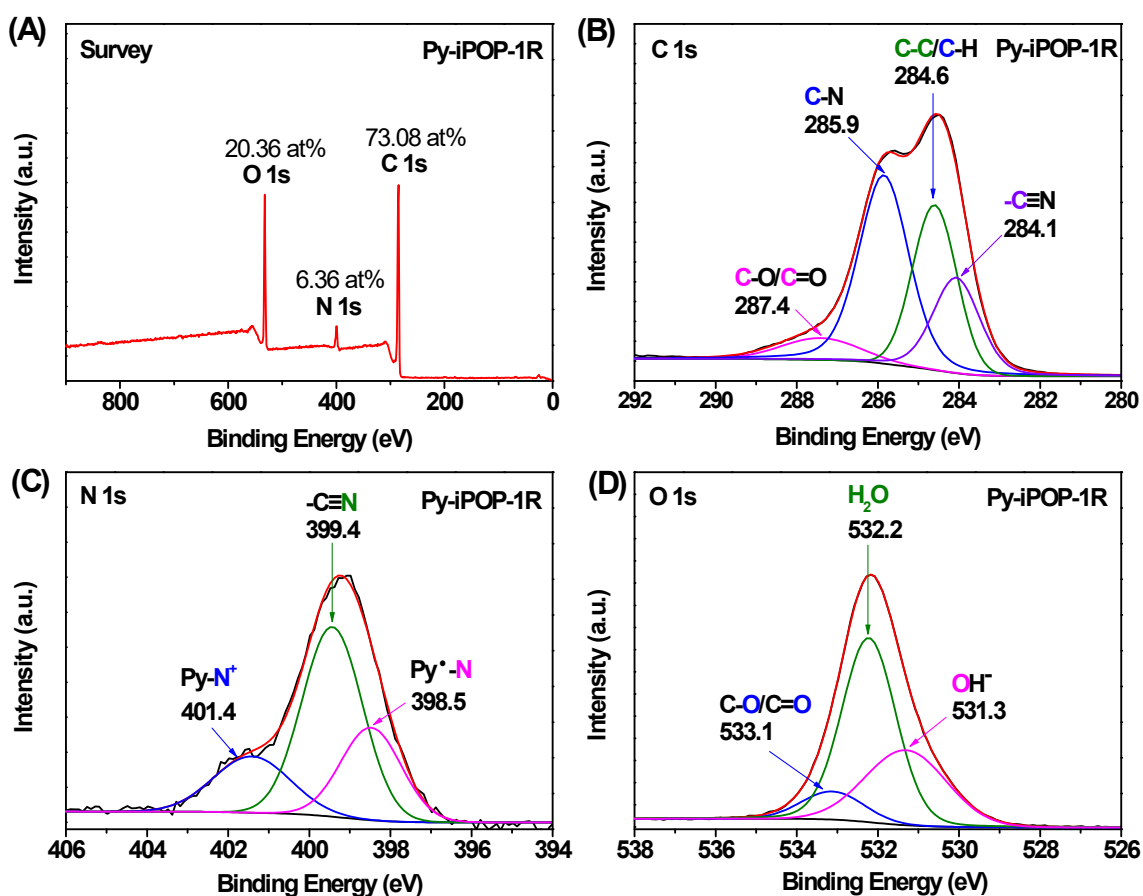 (A)
Survey
Py-iPOP-1R
20.36 at%
O 1s
73.08 at%
C 1s
6.36 at%
N 1s
Intensity (a.u.)
800 600 400 200 0
Binding Energy (eV)
(B)
C 1s
C-C/C-H
284.6
Py-iPOP-1R
C-N
285.9
-C≡N
284.1
C-O/C=O
287.4
Intensity (a.u.)
292 290 288 286 284 282 280
Binding Energy (eV)
(C)
N 1s
-C≡N
399.4
Py-iPOP-1R
Py-N⁺
401.4
Py•-N
398.5
Intensity (a.u.)
406 404 402 400 398 396 394
Binding Energy (eV)
(D)
O 1s
H₂O
532.2
Py-iPOP-1R
C-O/C=O
533.1
OH⁻
531.3
Intensity (a.u.)
538 536 534 532 530 528 526
Binding Energy (eV)